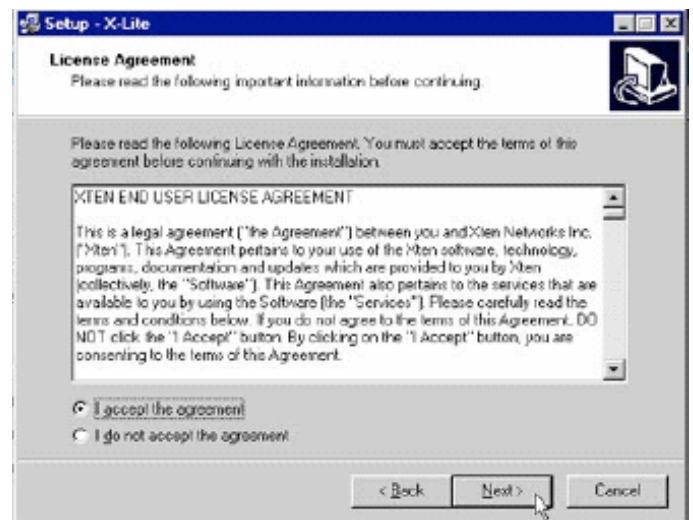 Setup - X-Lite
License Agreement
Please read the following important information before continuing.
Please read the following License Agreement. You must accept the terms of this
agreement before continuing with the installation.
XTEN END USER LICENSE AGREEMENT
This is a legal agreement ("the Agreement") between you and Xten Networks Inc.
("Xten"). This Agreement pertains to your use of the Xten software, technology,
programs, documentation and updates which are provided to you by Xten
(collectively, the "Software"). This Agreement also pertains to the services that are
available to you by using the Software (the "Services"). Please carefully read the
terms and conditions below. If you do not agree to the terms of this Agreement. DO
NOT click the "I Accept" button. By clicking on the "I Accept" button, you are
consenting to the terms of this Agreement.
I accept the agreement
I do not accept the agreement
< Back
Next >
Cancel